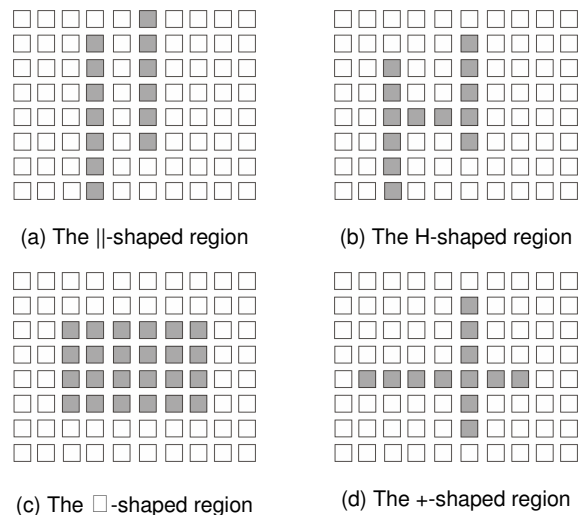 (a) The ||-shaped region
(b) The H-shaped region
(c) The □-shaped region
(d) The +-shaped region